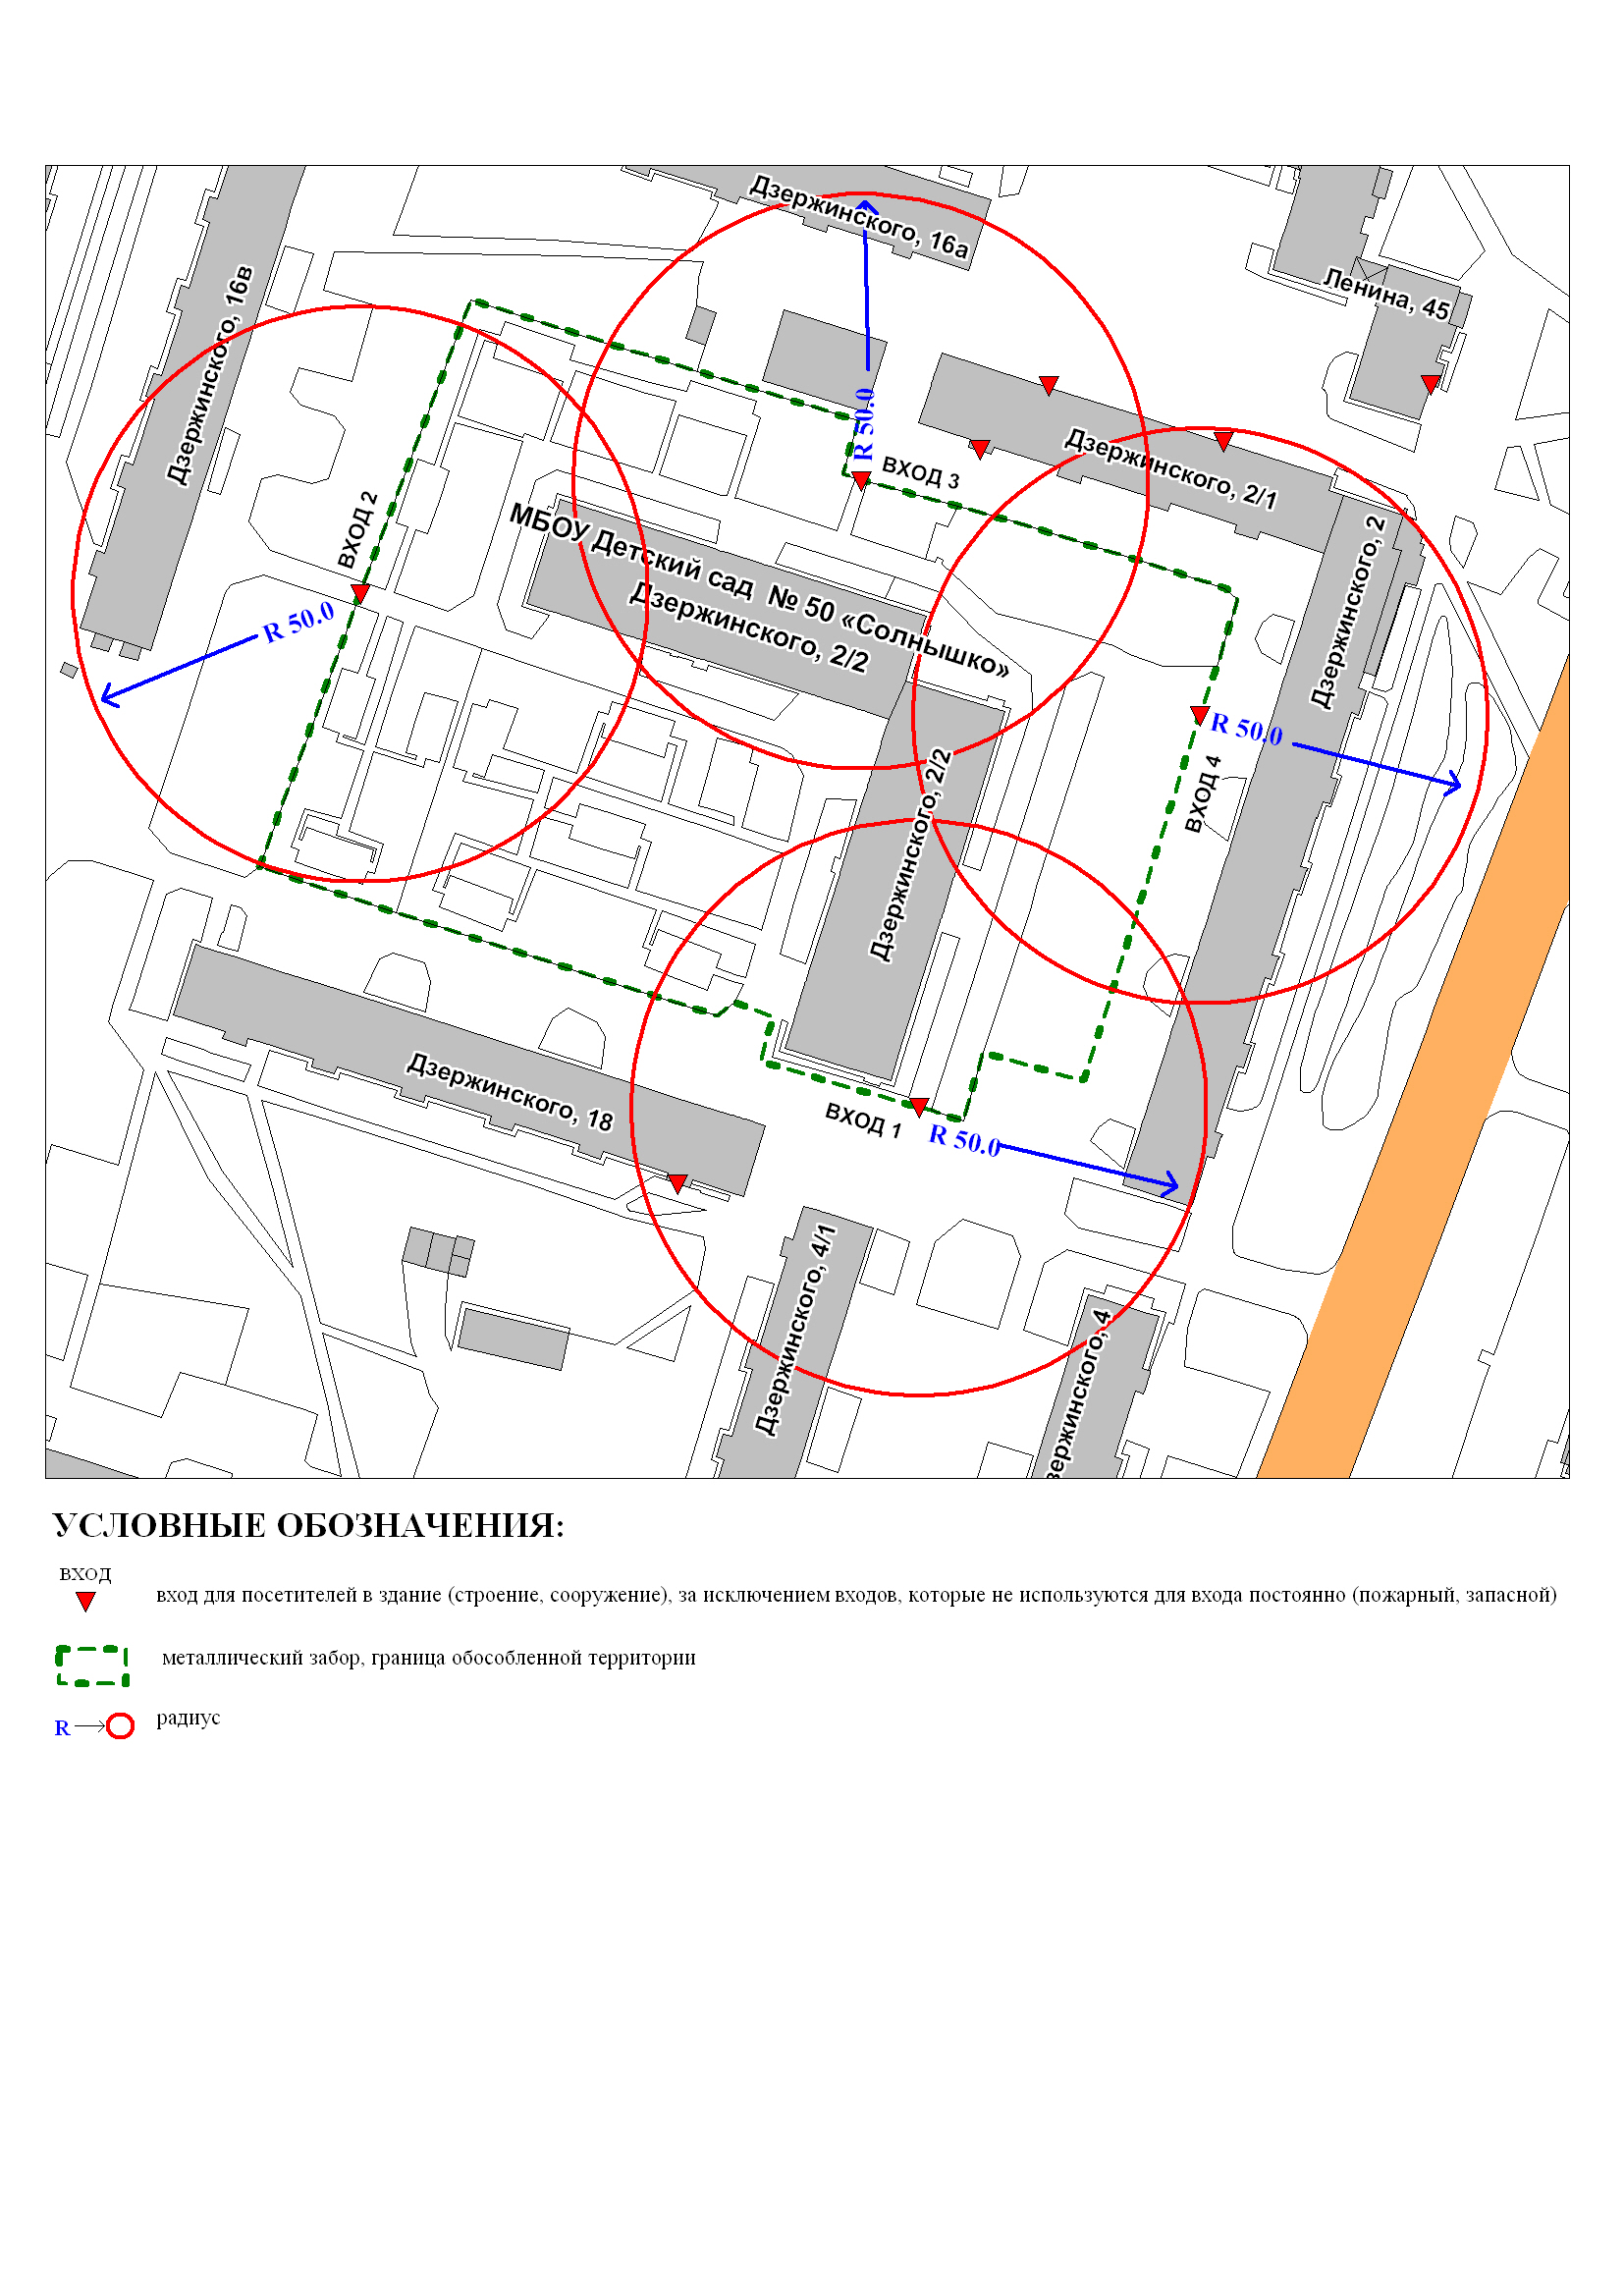 Дзержинского, 16а
Ленина, 45
Дзержинского, 16в
R 50.0
ВХОД 3
Дзержинского, 2/1
ВХОД 2
МБОУ Детский сад № 50 «Солнышко»
Дзержинского, 2/2
Дзержинского, 2
R 50.0
R 50.0
ВХОД 4
Дзержинского, 2/2
Дзержинского, 18
ВХОД 1
R 50.0
Дзержинского, 4/1
зержинского, 4
УСЛОВНЫЕ ОБОЗНАЧЕНИЯ:
ВХОД
вход для посетителей в здание (строение, сооружение), за исключением входов, которые не используются для входа постоянно (пожарный, запасной)
металлический забор, граница обособленной территории
R
радиус